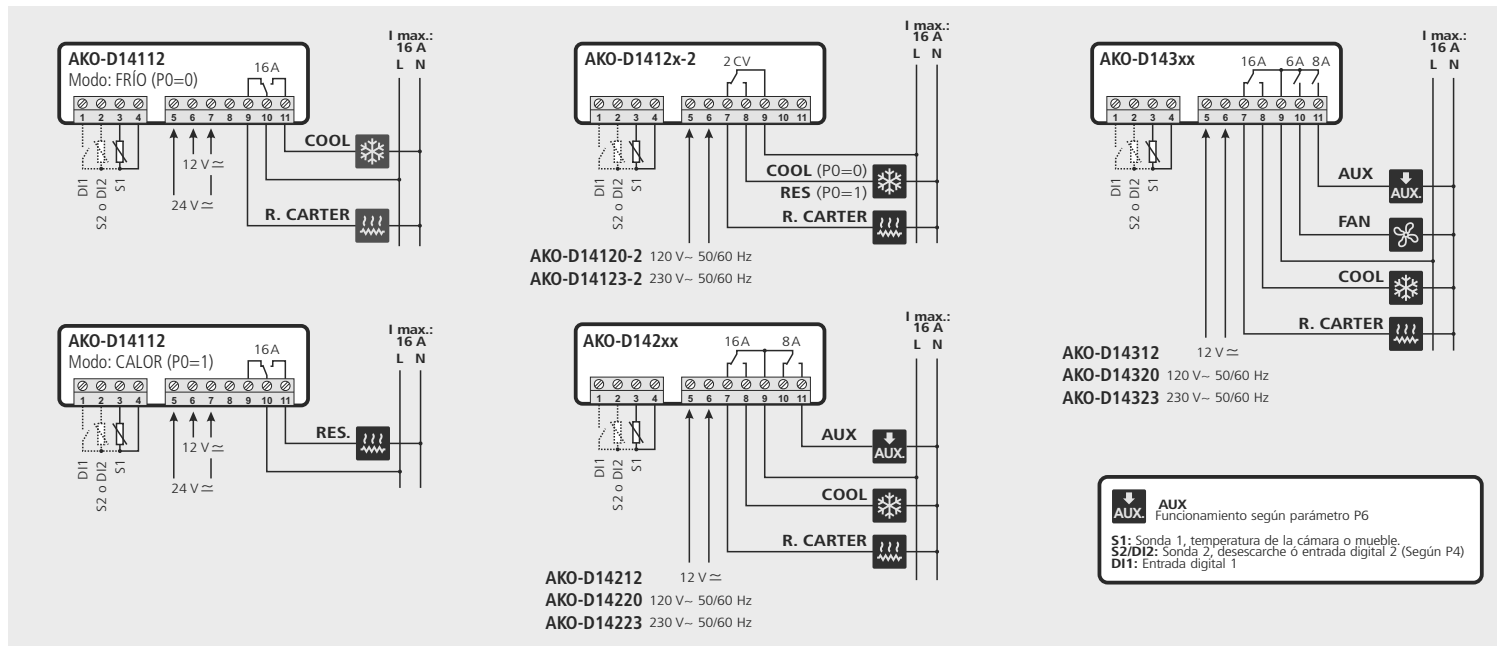 AKO-D14112
Modo: FRÍO (P0=0)
16A
1 2 3 4 5 6 7 8 9 10 11
I max.:
16 A
L N
COOL
12 V ≂
24 V ≂
DI1
S2 o DI2
S1
R. CARTER
AKO-D1412x-2
2 CV
1 2 3 4 5 6 7 8 9 10 11
I max.:
16 A
L N
COOL (P0=0)
RES (P0=1)
R. CARTER
DI1
S2 o DI2
S1
AKO-D14120-2 120 V~ 50/60 Hz
AKO-D14123-2 230 V~ 50/60 Hz
AKO-D143xx
16A 6A 8A
1 2 3 4 5 6 7 8 9 10 11
I max.:
16 A
L N
DI1
S2 o DI2
S1
AUX
AUX.
FAN
COOL
R. CARTER
AKO-D14312 12 V ≂
AKO-D14320 120 V~ 50/60 Hz
AKO-D14323 230 V~ 50/60 Hz
AKO-D14112
Modo: CALOR (P0=1)
16A
1 2 3 4 5 6 7 8 9 10 11
I max.:
16 A
L N
RES.
12 V ≂
24 V ≂
DI1
S2 o DI2
S1
AKO-D142xx
16A 8A
1 2 3 4 5 6 7 8 9 10 11
I max.:
16 A
L N
DI1
S2 o DI2
S1
AUX
AUX.
COOL
R. CARTER
AKO-D14212 12 V ≂
AKO-D14220 120 V~ 50/60 Hz
AKO-D14223 230 V~ 50/60 Hz
AUX.
AUX
Funcionamiento según parámetro P6
S1: Sonda 1, temperatura de la cámara o mueble.
S2/DI2: Sonda 2, desescarche ó entrada digital 2 (Según P4)
DI1: Entrada digital 1